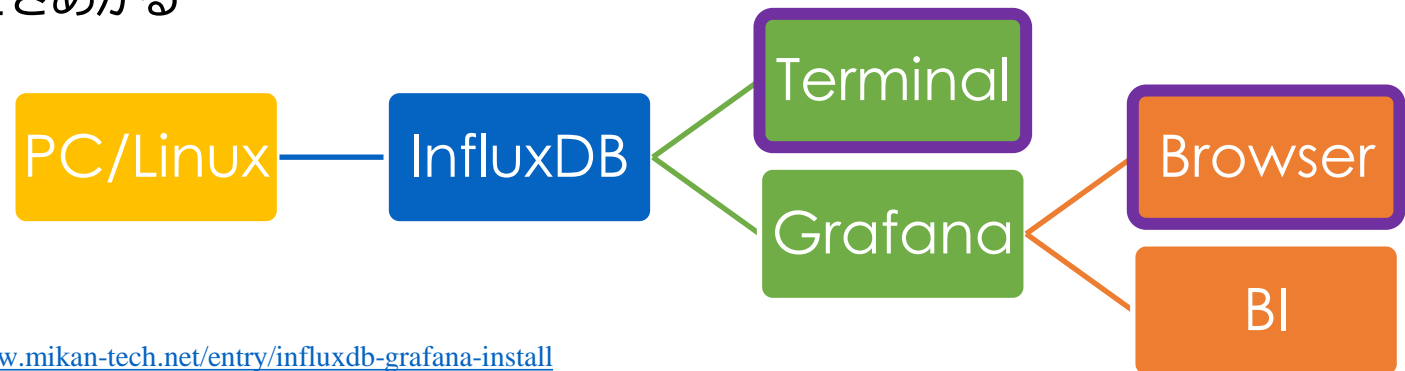 PC/Linux
InfluxDB
Terminal
Grafana
Browser
BI
w.mikan-tech.net/entry/influxdb-grafana-install